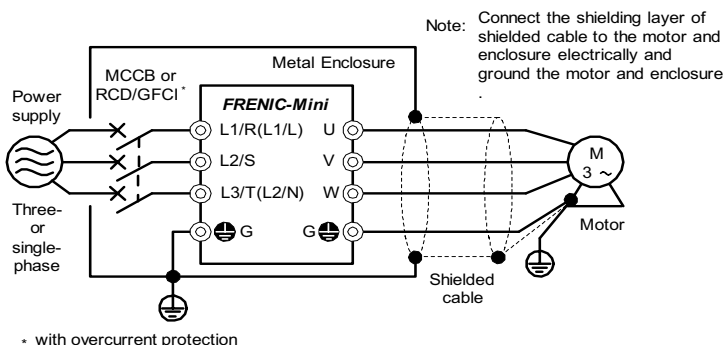 Note: Connect the shielding layer of
shielded cable to the motor and
enclosure electrically and
ground the motor and enclosure
.
Metal Enclosure
MCCB or
RCD/GFCI*
Power
supply
FRENIC-Mini
L1/R(L1/L) U
L2/S V
L3/T(L2/N) W
G G
M
3 ~
Motor
Three-
or
single-
phase
Shielded
cable
* with overcurrent protection